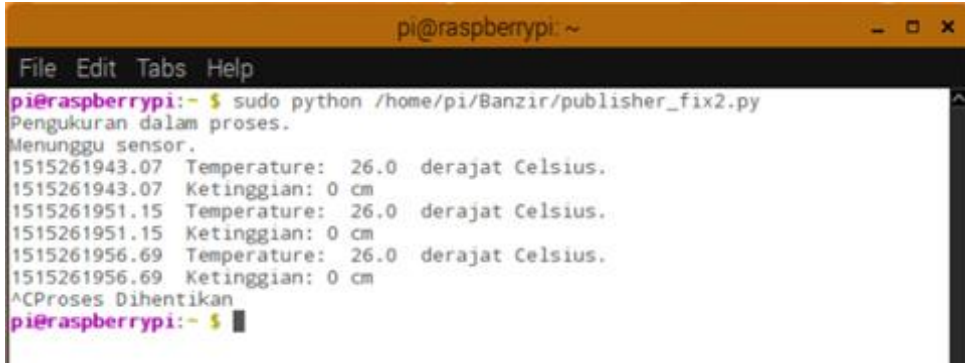 pi@raspberrypi: ~
File Edit Tabs Help
pi@raspberrypi:~ $ sudo python /home/pi/Banzir/publisher_fix2.py
Pengukuran dalam proses.
Menunggu sensor.
1515261943.07 Temperature: 26.0 derajat Celsius.
1515261943.07 Ketinggian: 0 cm
1515261951.15 Temperature: 26.0 derajat Celsius.
1515261951.15 Ketinggian: 0 cm
1515261956.69 Temperature: 26.0 derajat Celsius.
1515261956.69 Ketinggian: 0 cm
^CProses Dihentikan
pi@raspberrypi:~ $